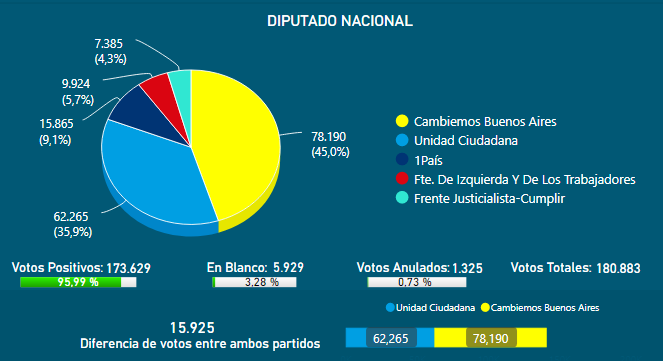 DIPUTADO NACIONAL
7.385
(4,3%)
9.924
(5,7%)
15.865
(9,1%)
78.190
(45,0%)
62.265
(35,9%)
Cambiemos Buenos Aires
Unidad Ciudadana
1País
Fte. De Izquierda Y De Los Trabajadores
Frente Justicialista-Cumplir
Votos Positivos: 173.629
95,99 %
En Blanco: 5.929
3,28 %
Votos Anulados: 1.325
0,73 %
Votos Totales: 180.883
Unidad Ciudadana
Cambiemos Buenos Aires
15.925
Diferencia de votos entre ambos partidos
62,265
78,190